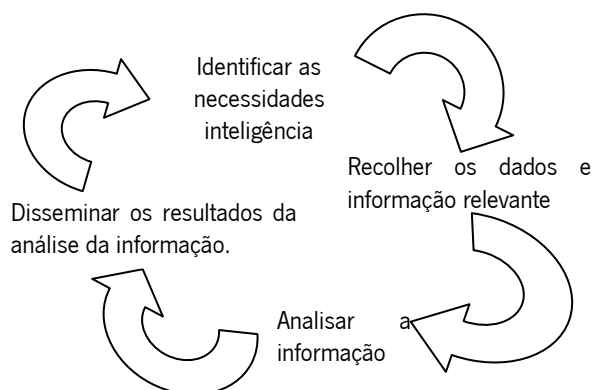 Identificar as
necessidades
inteligência
Recolher os dados e
informação relevante
Disseminar os resultados da
análise da informação.
Analisar a
informação